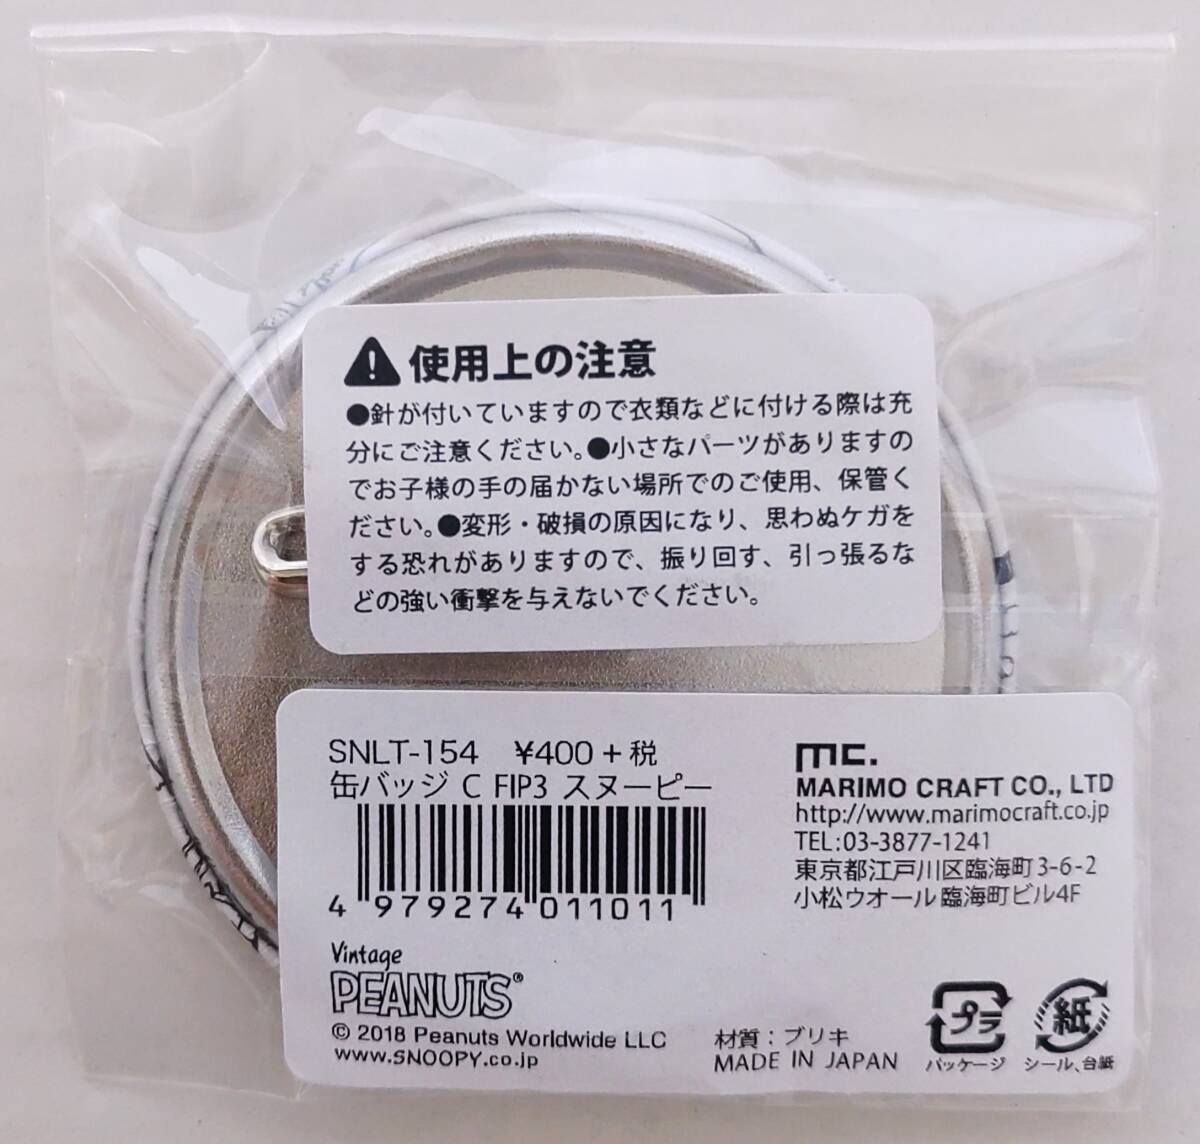 使用上の注意
●針が付いていますので衣類などに付ける際は充
分にご注意ください。●小さなパーツがありますの
でお子様の手の届かない場所でのご使用、保管く
ださい。●変形・破損の原因になり、思わぬケガを
する恐れがありますので、振り回す、引っ張るな
どの強い衝撃を与えないでください。
SNLT-154 ¥400+税
缶バッジ C FIP3 スヌーピー
4 979274 011011
Vintage
PEANUTS®
© 2018 Peanuts Worldwide LLC
www.SNOOPY.co.jp
mc.
MARIMO CRAFT CO., LTD
http://www.marimocraft.co.jp
TEL:03-3877-1241
東京都江戸川区臨海町3-6-2
小松ウオール臨海町ビル4F
材質：ブリキ
MADE IN JAPAN
プラ
パッケージ
紙
シール、台紙